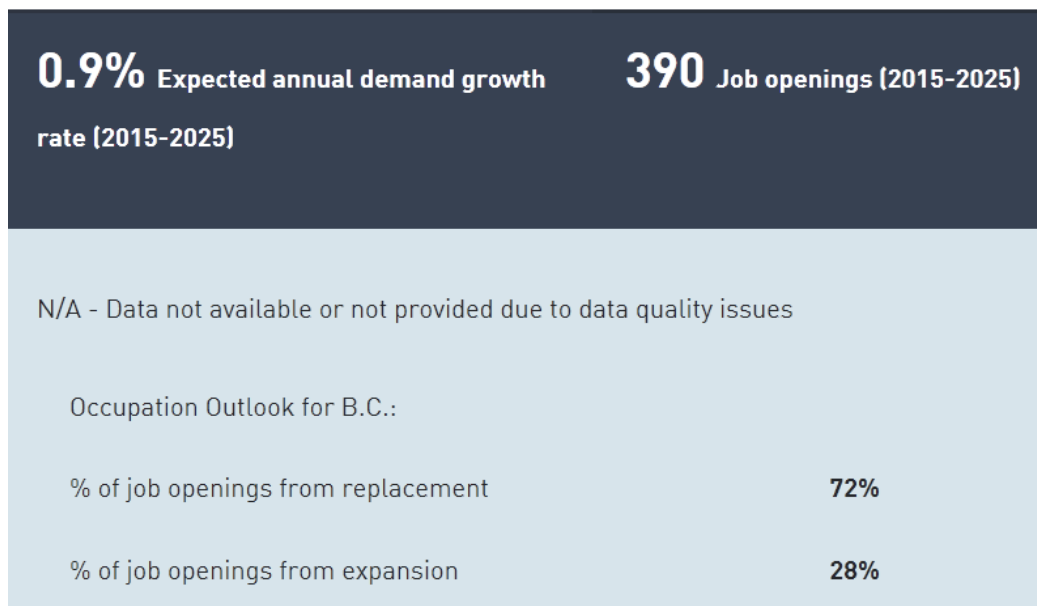 0.9% Expected annual demand growth
rate (2015-2025)
390 Job openings (2015-2025)
N/A - Data not available or not provided due to data quality issues
Occupation Outlook for B.C.:
% of job openings from replacement 72%
% of job openings from expansion 28%